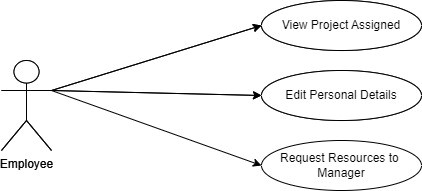 View Project Assigned
Edit Personal Details
Employee
Request Resources to
Manager